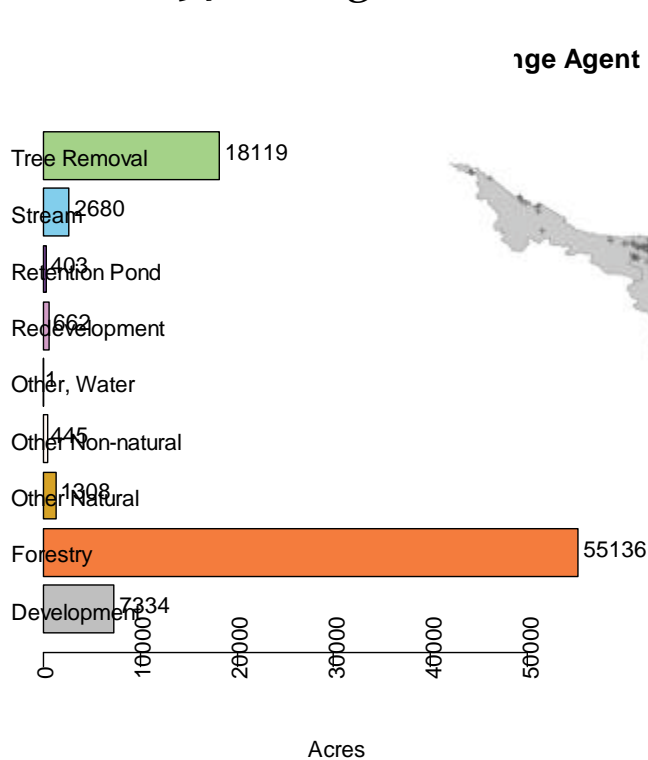 Agent
Tree Removal 18119
Stream 2680
Retention Pond 403
Redevelopment 662
Other, Water 1
Other Non-natural 445
Other Natural 1308
Forestry 55136
Development 7334
0 10000 20000 30000 40000 50000
Acres